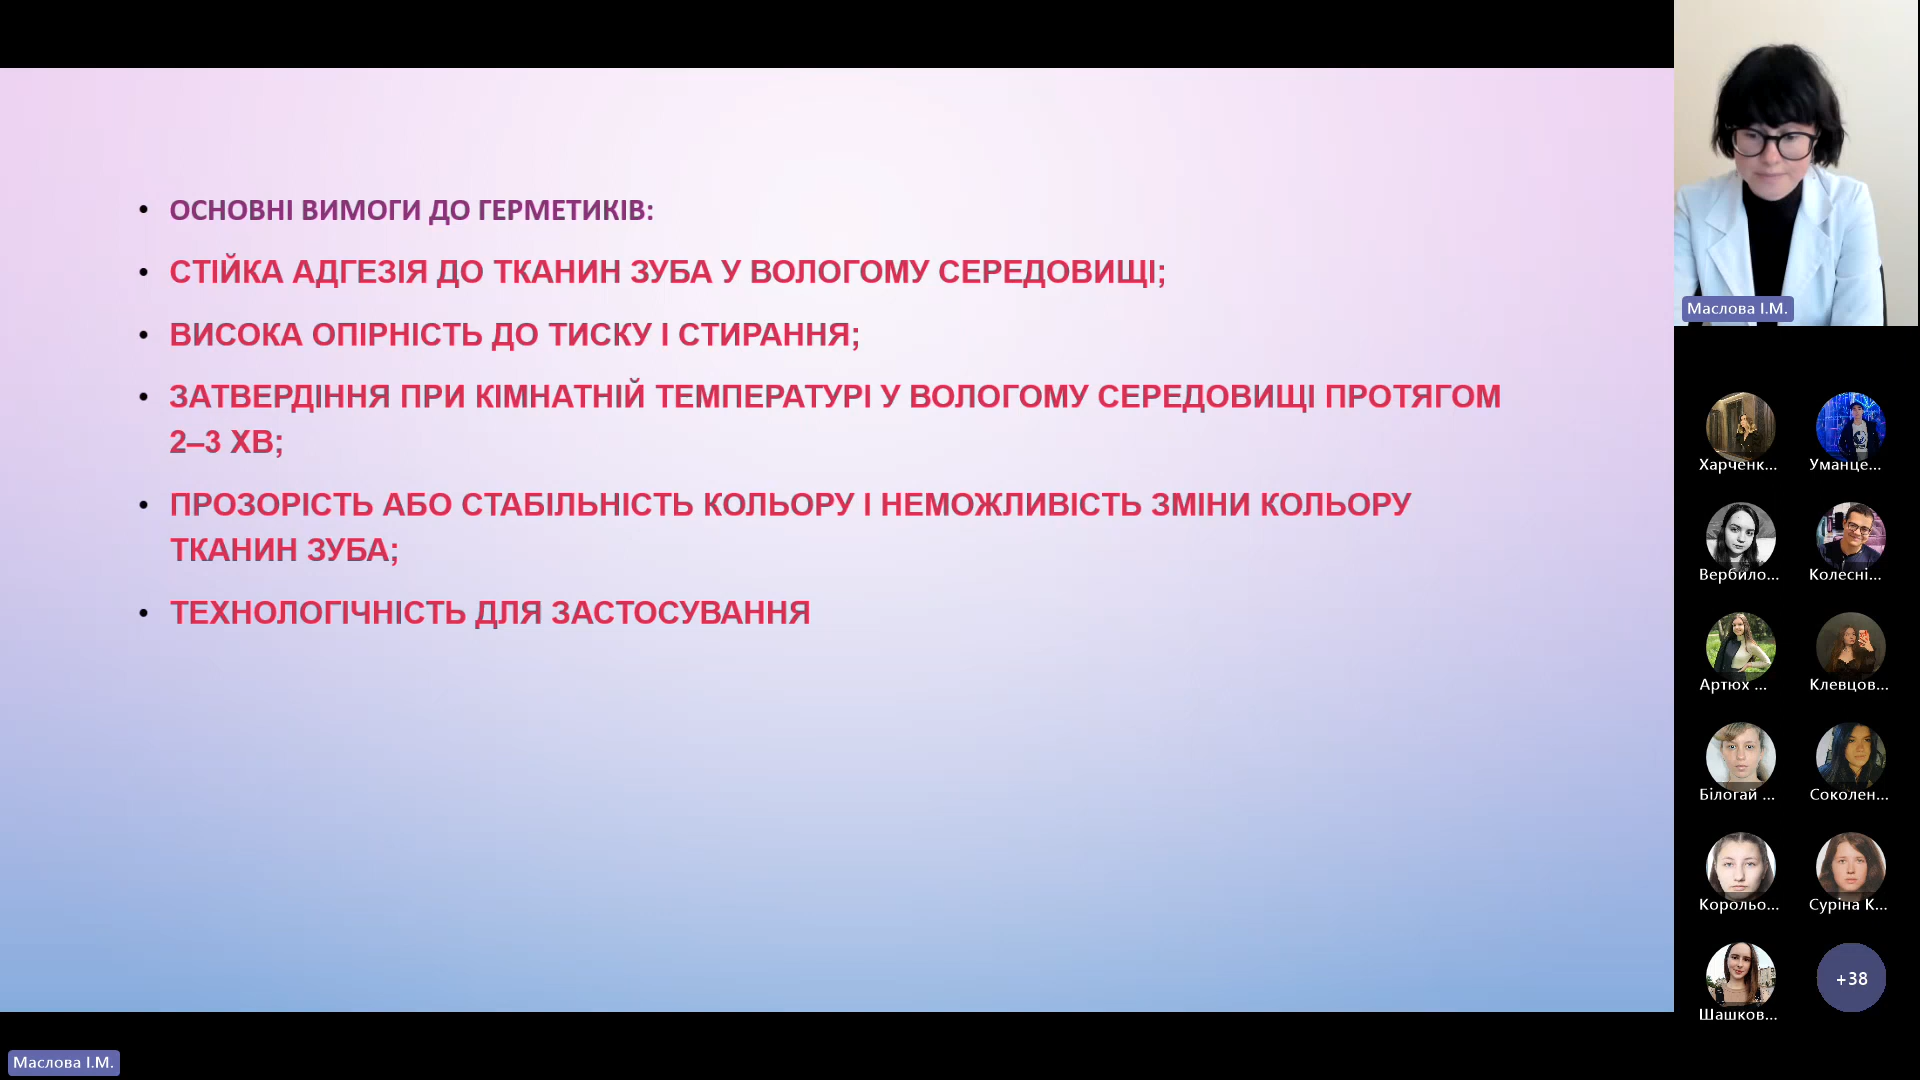 ОСНОВНІ ВИМОГИ ДО ГЕРМЕТИКІВ:
СТІЙКА АДГЕЗІЯ ДО ТКАНИН ЗУБА У ВОЛОГОМУ СЕРЕДОВИЩІ;
ВИСОКА ОПІРНІСТЬ ДО ТИСКУ І СТИРАННЯ;
ЗАТВЕРДІННЯ ПРИ КІМНАТНІЙ ТЕМПЕРАТУРІ У ВОЛОГОМУ СЕРЕДОВИЩІ ПРОТЯГОМ
2–3 ХВ;
ПРОЗОРІСТЬ АБО СТАБІЛЬНІСТЬ КОЛЬОРУ І НЕМОЖЛИВІСТЬ ЗМІНИ КОЛЬОРУ
ТКАНИН ЗУБА;
ТЕХНОЛОГІЧНІСТЬ ДЛЯ ЗАСТОСУВАННЯ
Маслова І.М.
Харченк...
Уманце...
Вербило...
Колесні...
Артюх ...
Клевцов...
Білогай ...
Соколен...
Корольо...
Суріна К...
Шашков...
+38
Маслова І.М.